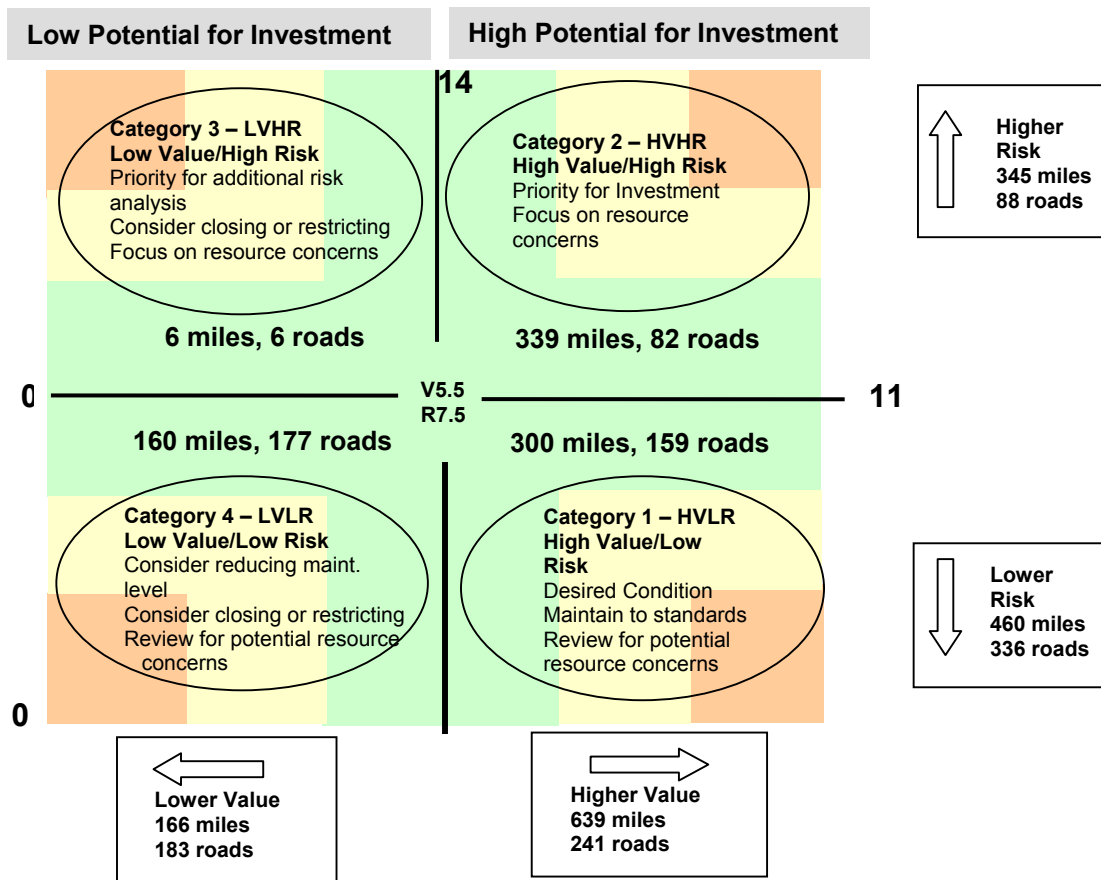 Low Potential for Investment
High Potential for Investment
14
Category 3 – LVHR
Low Value/High Risk
Priority for additional risk
analysis
Consider closing or restricting
Focus on resource concerns
Category 2 – HVHR
High Value/High Risk
Priority for Investment
Focus on resource
concerns
Higher
Risk
345 miles
88 roads
6 miles, 6 roads
339 miles, 82 roads
0
V5.5
R7.5
11
160 miles, 177 roads
300 miles, 159 roads
Category 4 – LVLR
Low Value/Low Risk
Consider reducing maint.
level
Consider closing or restricting
Review for potential resource
concerns
Category 1 – HVLR
High Value/Low
Risk
Desired Condition
Maintain to standards
Review for potential
resource concerns
Lower
Risk
460 miles
336 roads
0
Lower Value
166 miles
183 roads
Higher Value
639 miles
241 roads